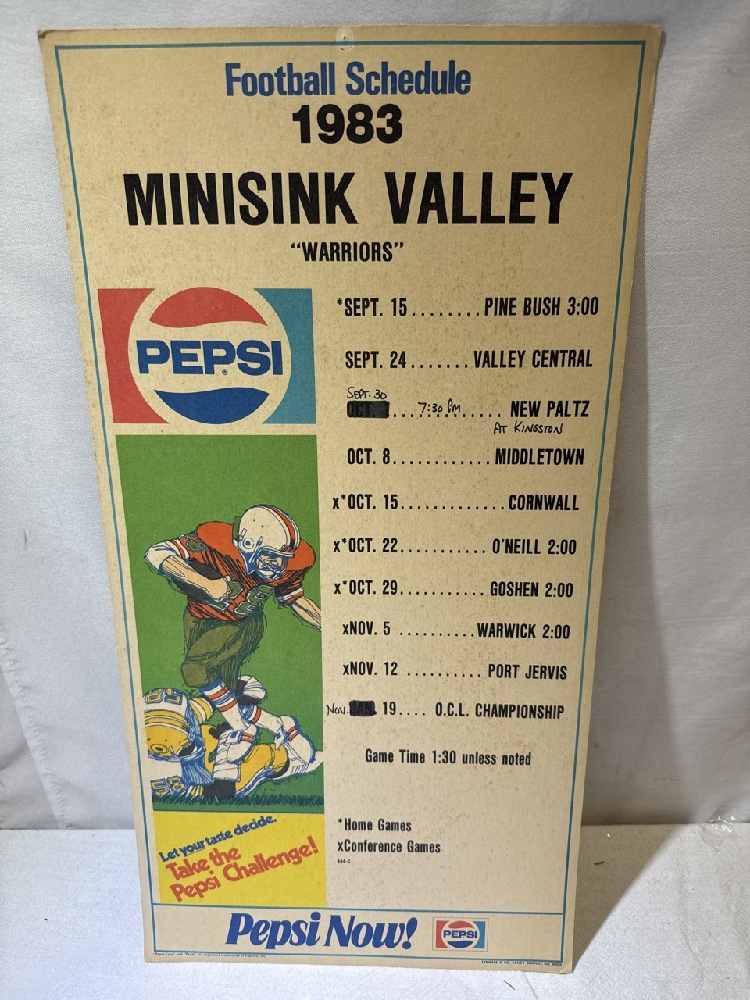 Football Schedule
1983
MINISINK VALLEY
"WARRIORS"
PEPSI
®
*SEPT. 15........PINE BUSH 3:00
SEPT. 24.......VALLEY CENTRAL
SEPT. 30
....7:30 Pm............. NEW PALTZ
AT KINGSTON
OCT. 8............MIDDLETOWN
x*OCT. 15.............CORNWALL
x*OCT. 22........... O'NEILL 2:00
x*OCT. 29........... GOSHEN 2:00
xNOV. 5 ..........WARWICK 2:00
xNOV. 12 .......... PORT JERVIS
Nov. 19.... O.C.L. CHAMPIONSHIP
Game Time 1:30 unless noted
*Home Games
xConference Games
58
Let your taste decide.
Take the
Pepsi Challenge!
Pepsi Now!
PEPSI